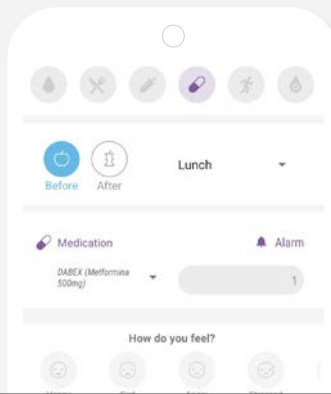 Lunch
Before After
Medication Alarm
DABEX (Metformina
500mg)
1
How do you feel?